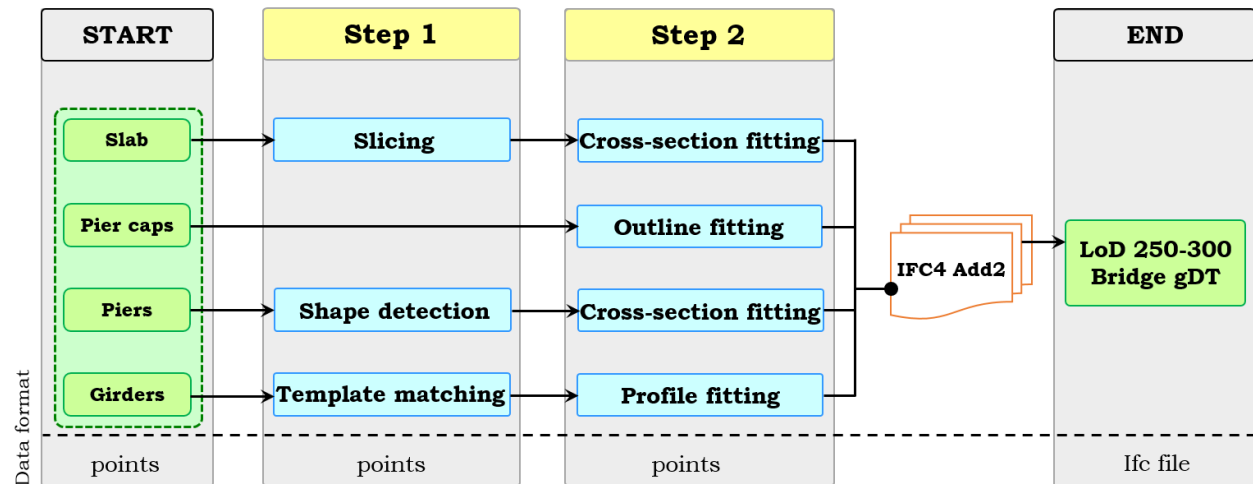 START
Step 1
Step 2
END
Slab
Slicing
Cross-section fitting
Pier caps
Outline fitting
IFC4 Add2
LoD 250-300
Bridge gDT
Piers
Shape detection
Cross-section fitting
Girders
Template matching
Profile fitting
Data format
points
points
points
Ifc file